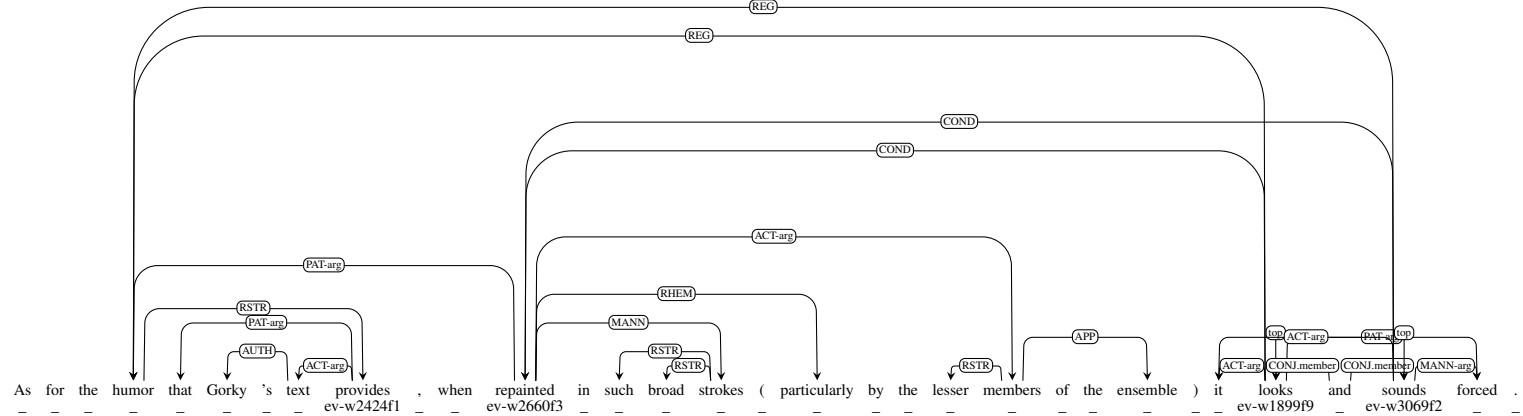 REG
REG
COND
COND
ACT-arg
PAT-arg
RHEM
RSTR
PAT-arg
MANN
top
ACT-arg
PAT-arg
top
APP
AUTH
RSTR
ACT-arg
RSTR
RSTR
ACT-arg
CONJ.member
CONJ.member
MANN-arg
As for the humor that Gorky 's text provides , when repainted in such broad strokes ( particularly by the lesser members of the ensemble ) it looks and sounds forced .
_ _ _ _ _ _ _ _ ev-w2424f1 _ _ ev-w2660f3 _ _ _ _ _ _ _ _ _ _ _ _ _ _ _ _ ev-w1899f9 _ ev-w3069f2 _ _